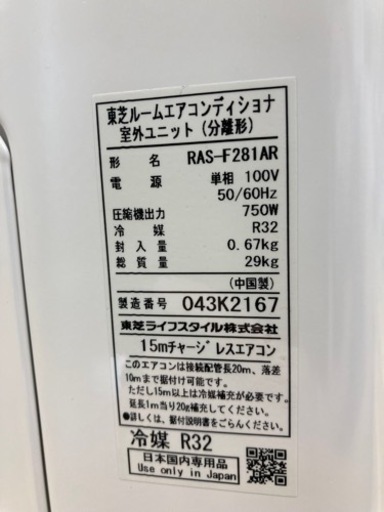 東芝ルームエアコンディショナ
室外ユニット（分離形）
形 名 RAS-F281AR
電 源 単相 100V
50/60Hz
圧縮機出力 750W
冷 媒 R32
封 入 量 0.67kg
総 質 量 29kg
（中国製）
製造番号 043K2167
東芝ライフスタイル株式会社
15mチャージレスエアコン
このエアコンは接続配管長20m、落差
10mまで据付け可能です。
ただし15m以上は冷媒補充が必要です。
延長1m当り20g補充してください。
●詳しくは、据付説明書をごらんください。
冷媒 R32
日本国内専用品
Use only in Japan